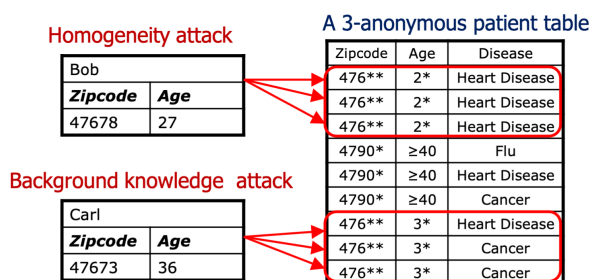 Homogeneity attack
Bob
Zipcode Age
47678 27
Background knowledge attack
Carl
Zipcode Age
47673 36
A 3-anonymous patient table
Zipcode Age Disease
476** 2* Heart Disease
476** 2* Heart Disease
476** 2* Heart Disease
4790* ≥40 Flu
4790* ≥40 Heart Disease
4790* ≥40 Cancer
476** 3* Heart Disease
476** 3* Cancer
476** 3* Cancer